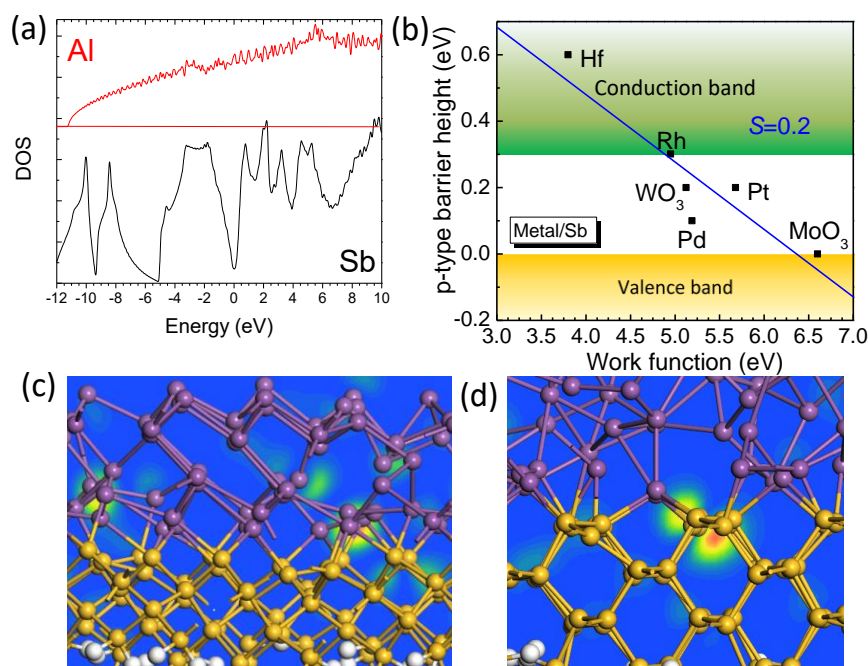 (a)
Al
DOS
Sb
-12 -10 -8 -6 -4 -2 0 2 4 6 8 10
Energy (eV)
(b)
p-type barrier height (eV)
0.6
0.4
0.2
0.0
-0.2
Hf
Conduction band
S=0.2
Rh
WO3
Pt
Pd
MoO3
Metal/Sb
Valence band
3.0 3.5 4.0 4.5 5.0 5.5 6.0 6.5 7.0
Work function (eV)
(c)
(d)